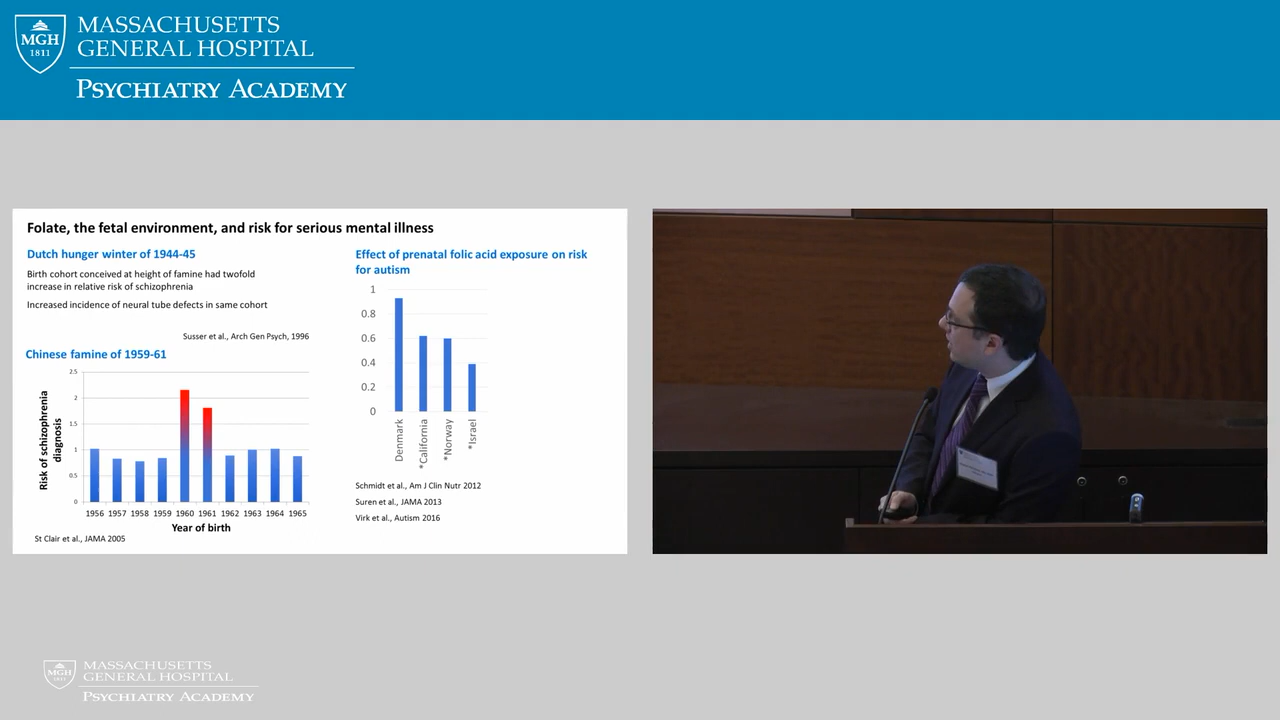 MASSACHUSETTS
GENERAL HOSPITAL
PSYCHIATRY ACADEMY
MGH
1811
Folate, the fetal environment, and risk for serious mental illness
Dutch hunger winter of 1944-45
Birth cohort conceived at height of famine had twofold
increase in relative risk of schizophrenia
Increased incidence of neural tube defects in same cohort
Susser et al., Arch Gen Psych, 1996
Chinese famine of 1959-61
Risk of schizophrenia
diagnosis
2.5
2
1.5
1
0.5
0
1956 1957 1958 1959 1960 1961 1962 1963 1964 1965
Year of birth
St Clair et al., JAMA 2005
Effect of prenatal folic acid exposure on risk
for autism
1
0.8
0.6
0.4
0.2
0
Denmark
*California
*Norway
*Israel
Schmidt et al., Am J Clin Nutr 2012
Suren et al., JAMA 2013
Virk et al., Autism 2016
MGH
1811
MASSACHUSETTS
GENERAL HOSPITAL
PSYCHIATRY ACADEMY